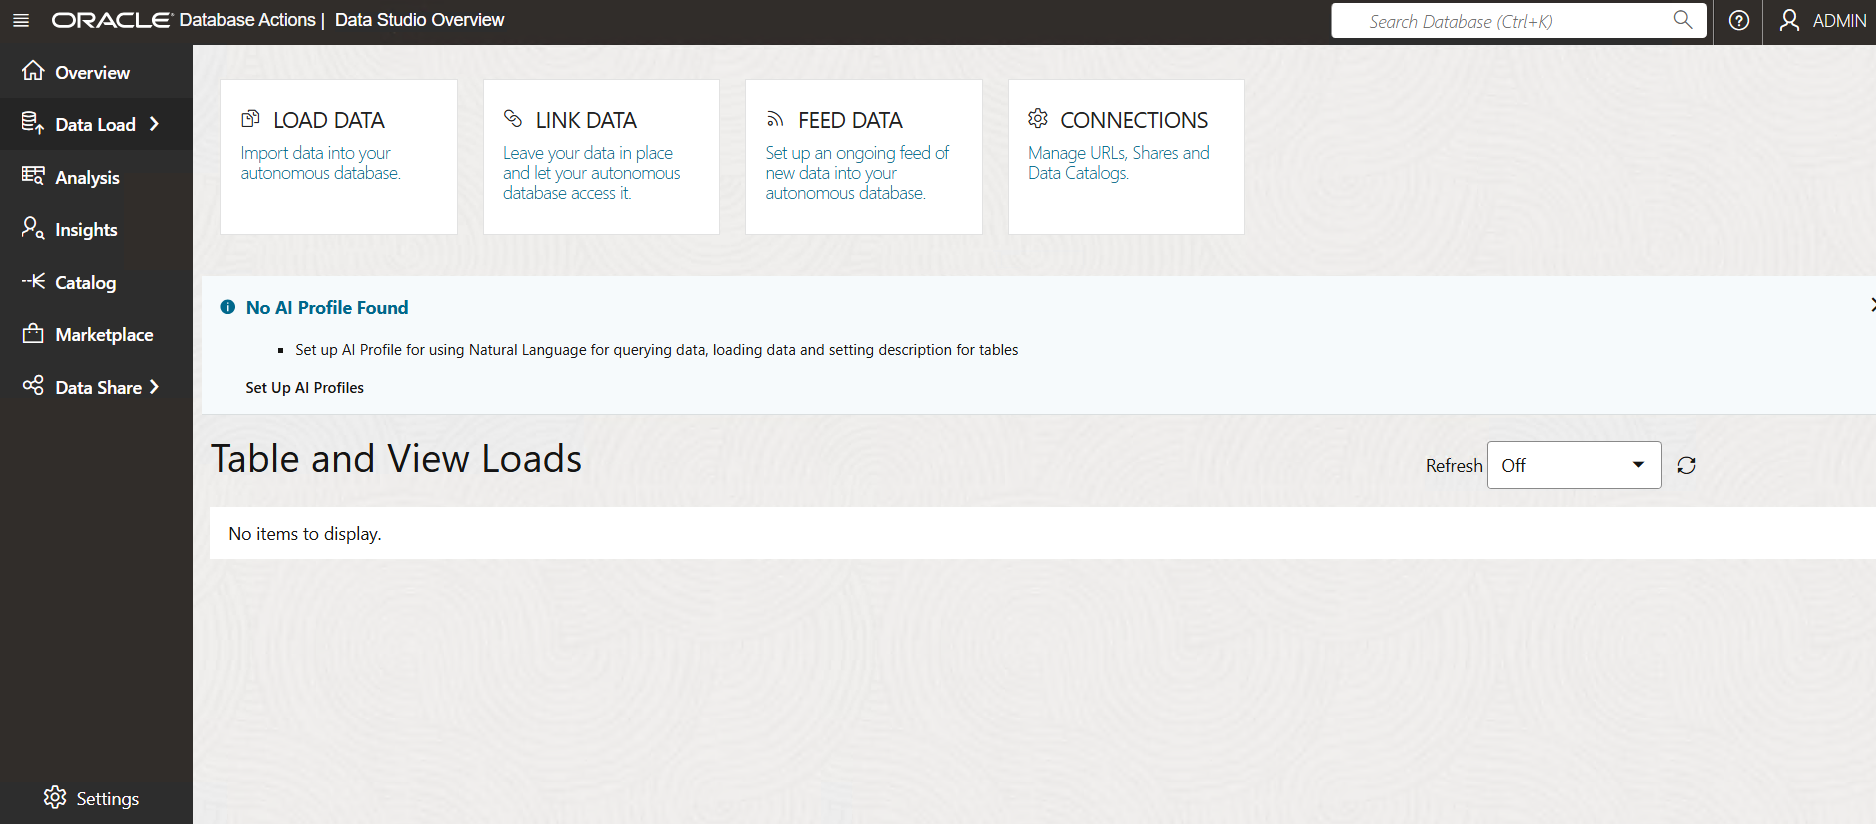 ORACLE Database Actions | Data Studio Overview
Search Database (Ctrl+K)
ADMIN
Overview
Data Load
Analysis
Insights
Catalog
Marketplace
Data Share
Settings
LOAD DATA
Import data into your
autonomous database.
LINK DATA
Leave your data in place
and let your autonomous
database access it.
FEED DATA
Set up an ongoing feed of
new data into your
autonomous database.
CONNECTIONS
Manage URLs, Shares and
Data Catalogs.
No AI Profile Found
Set up AI Profile for using Natural Language for querying data, loading data and setting description for tables
Set Up AI Profiles
Table and View Loads
Refresh Off
No items to display.